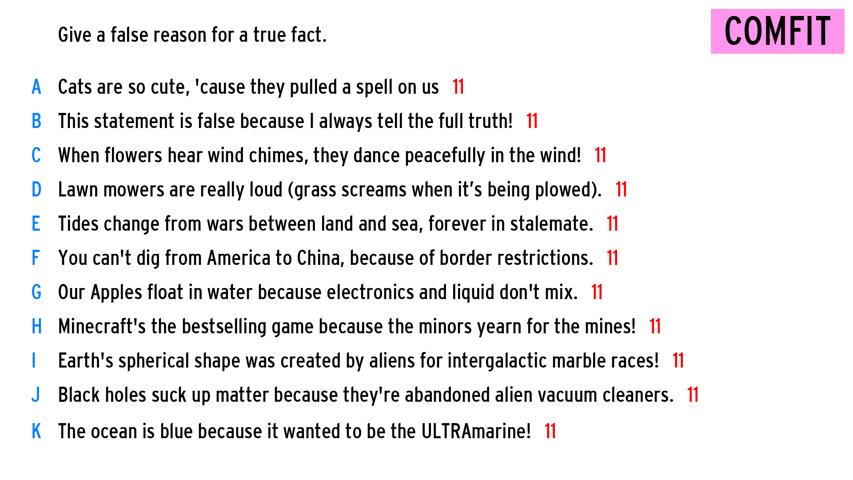 Give a false reason for a true fact.
COMFIT
A Cats are so cute, 'cause they pulled a spell on us 11
B This statement is false because I always tell the full truth! 11
C When flowers hear wind chimes, they dance peacefully in the wind! 11
D Lawn mowers are really loud (grass screams when it’s being plowed). 11
E Tides change from wars between land and sea, forever in stalemate. 11
F You can't dig from America to China, because of border restrictions. 11
G Our Apples float in water because electronics and liquid don't mix. 11
H Minecraft's the bestselling game because the minors yearn for the mines! 11
I Earth's spherical shape was created by aliens for intergalactic marble races! 11
J Black holes suck up matter because they're abandoned alien vacuum cleaners. 11
K The ocean is blue because it wanted to be the ULTRAmarine! 11